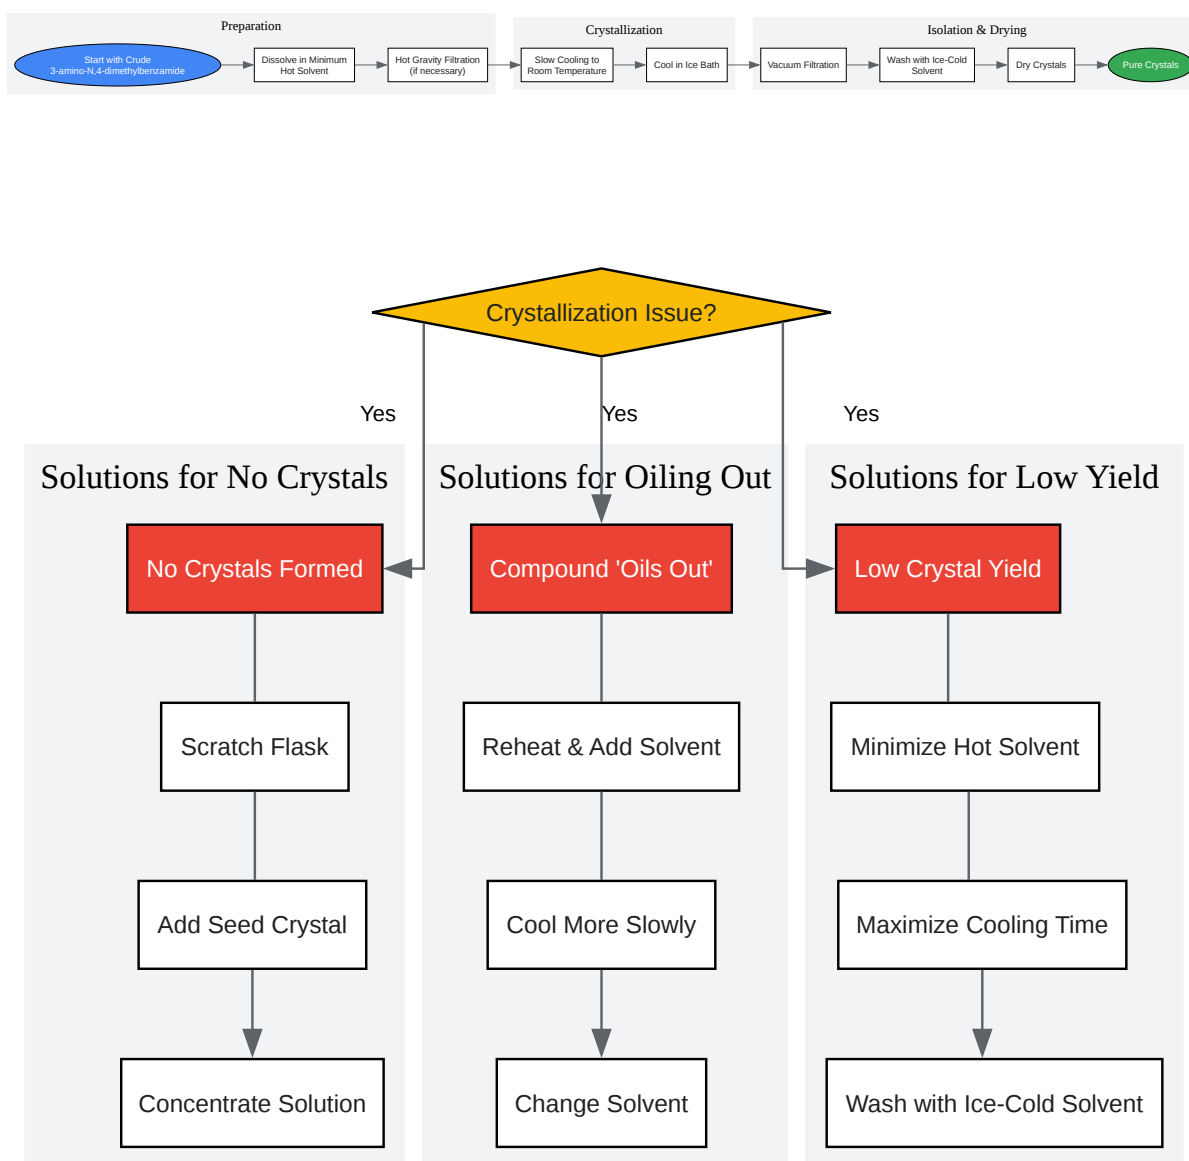 Preparation
Crystallization
Isolation & Drying
Start with Crude
3-amino-N,4-dimethylbenzamide
Dissolve in Minimum
Hot Solvent
Hot Gravity Filtration
(if necessary)
Slow Cooling to
Room Temperature
Cool in Ice Bath
Vacuum Filtration
Wash with Ice-Cold
Solvent
Dry Crystals
Pure Crystals
Crystallization Issue?
Yes
Yes
Yes
Solutions for No Crystals
No Crystals Formed
Scratch Flask
Add Seed Crystal
Concentrate Solution
Solutions for Oiling Out
Compound 'Oils Out'
Reheat & Add Solvent
Cool More Slowly
Change Solvent
Solutions for Low Yield
Low Crystal Yield
Minimize Hot Solvent
Maximize Cooling Time
Wash with Ice-Cold Solvent